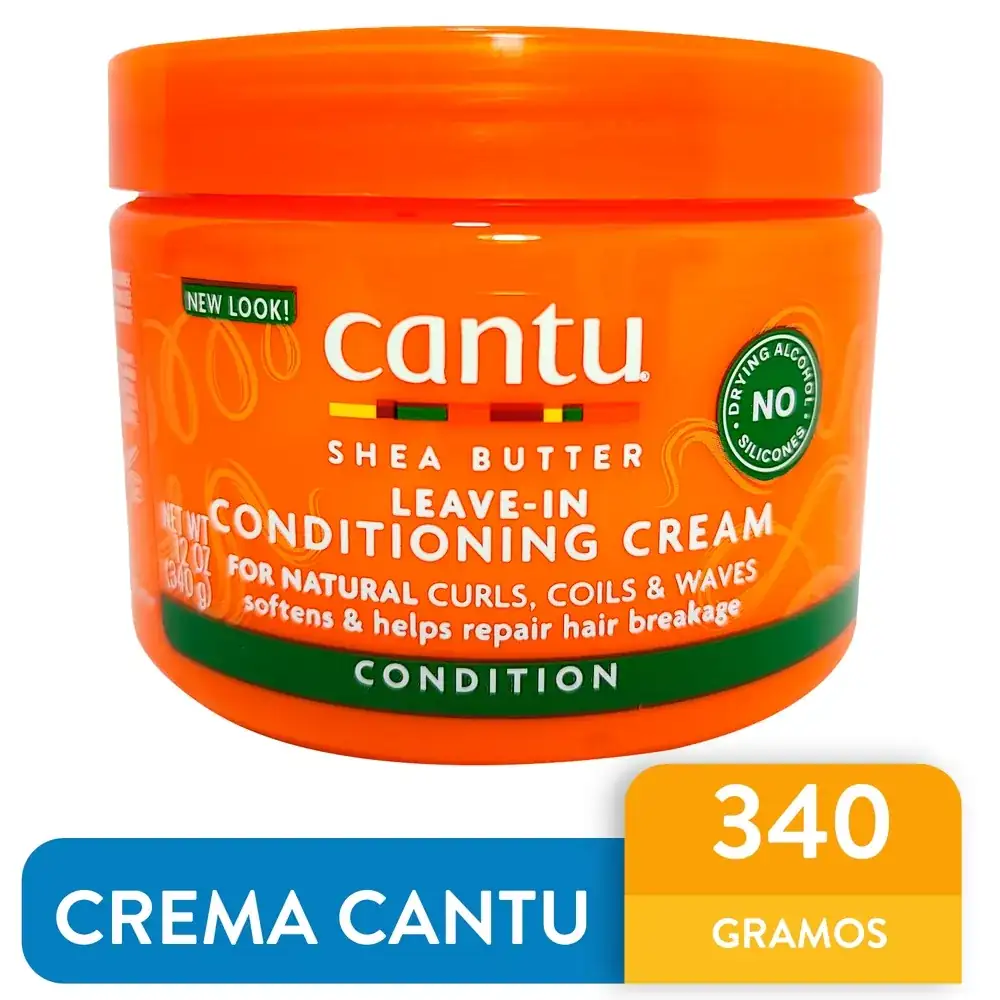 NEW LOOK!
cantu
SHEA BUTTER
DRYING ALCOHOL
NO
SILICONES
LEAVE-IN
CONDITIONING CREAM
NET WT
12 OZ
(340 g)
FOR NATURAL CURLS, COILS & WAVES
softens & helps repair hair breakage
CONDITION
340
GRAMOS
CREMA CANTU